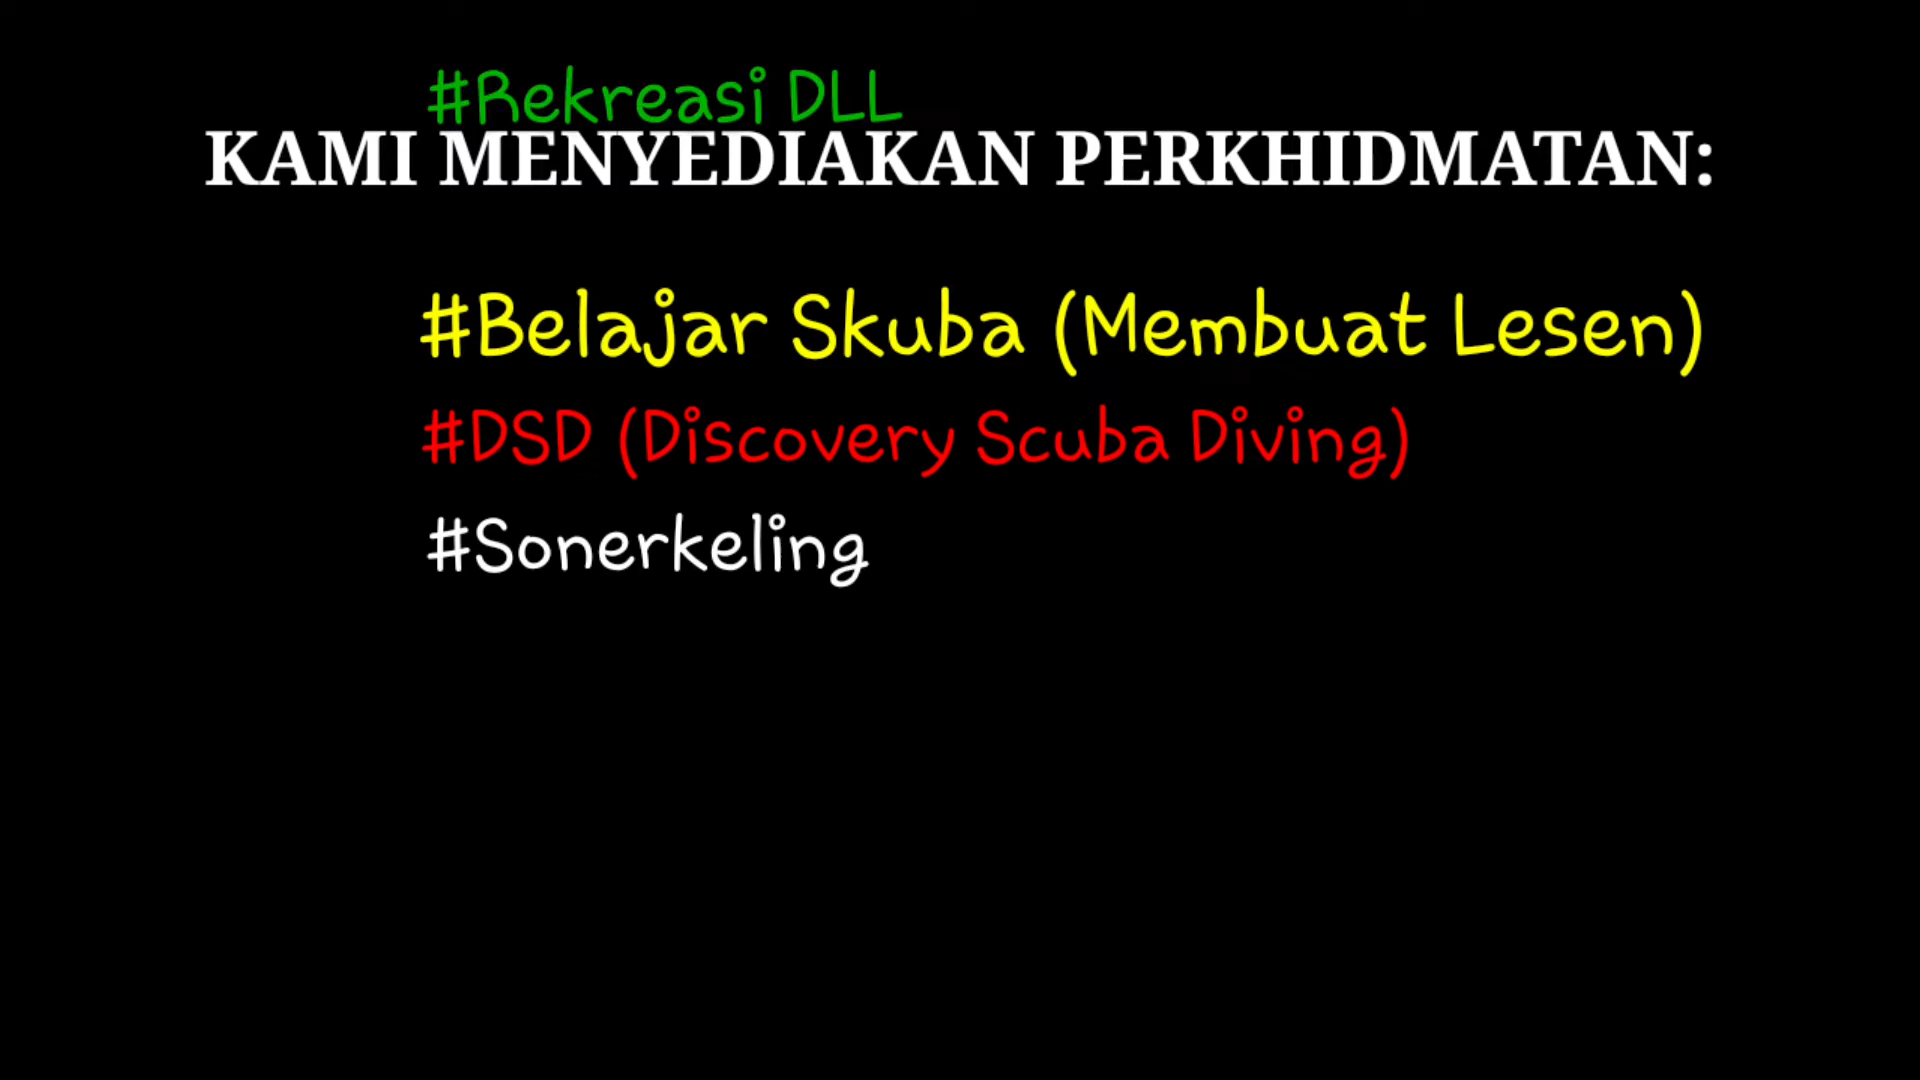 #Rekreasi DLL
KAMI MENYEDIAKAN PERKHIDMATAN:
#Belajar Skuba (Membuat Lesen)
#DSD (Discovery Scuba Diving)
#Sonerkeling